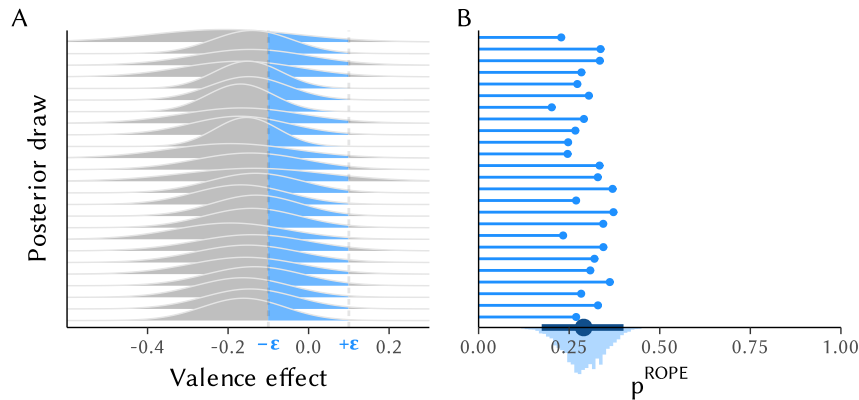 A
B
Posterior draw
-0.4
-0.2
−ε
0.0
+ε
0.2
Valence effect
0.00
0.25
0.50
0.75
1.00
pROPE